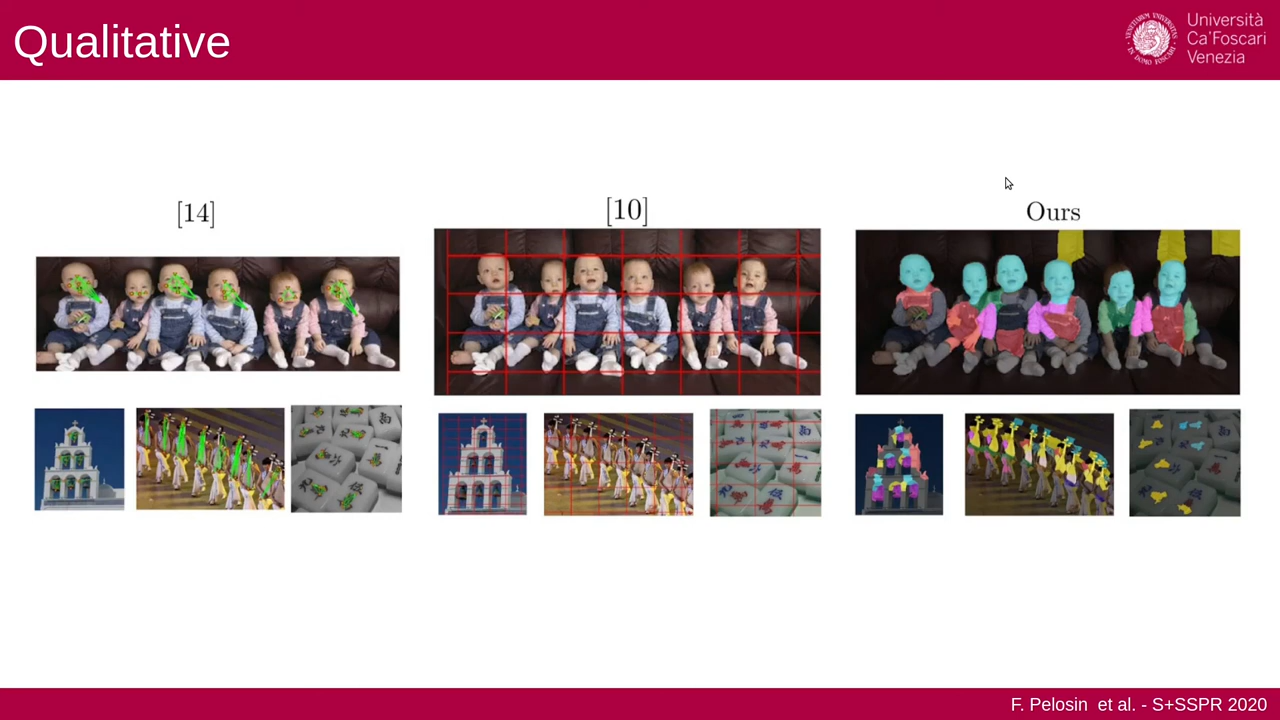 Qualitative
Università
Ca'Foscari
Venezia
[14]
[10]
Ours
F. Pelosin et al. - S+SSPR 2020